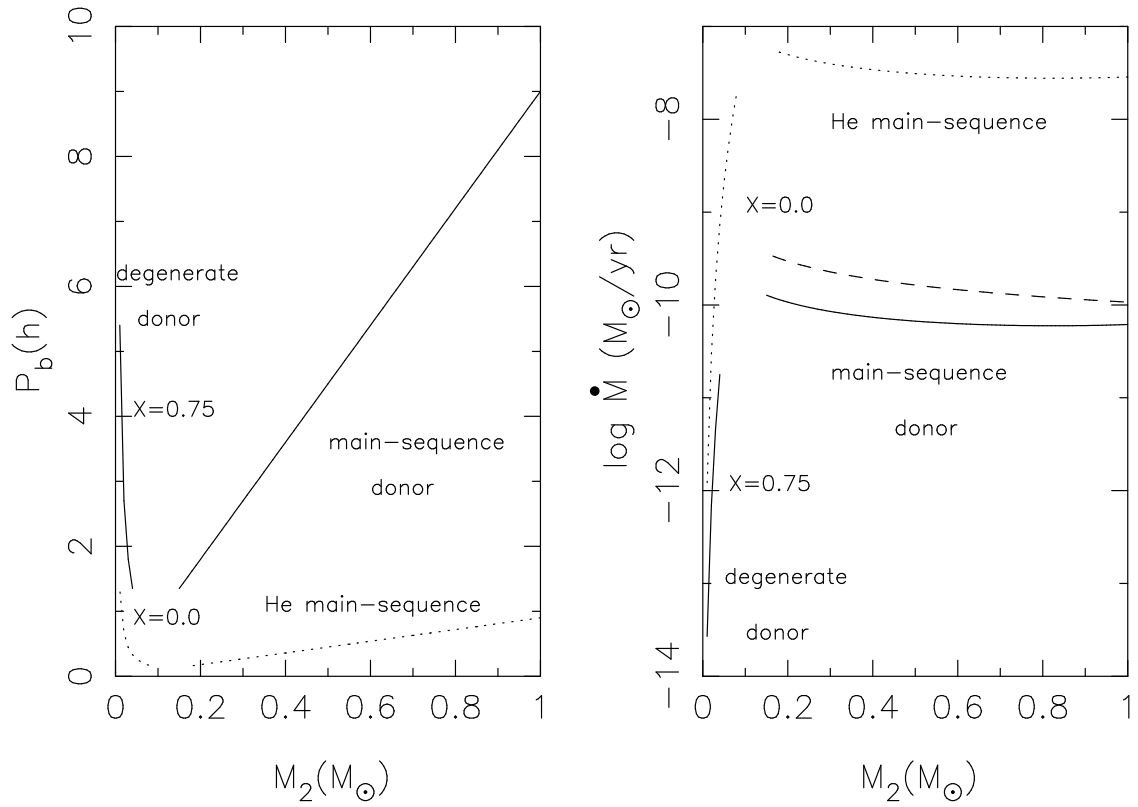 10
8
6
4
2
0
P_b(h)
degenerate
donor
X=0.75
main−sequence
donor
He main−sequence
X=0.0
0 0.2 0.4 0.6 0.8 1
M_2(M_⊙)
−8
−10
−12
−14
log Ṁ (M_⊙/yr)
He main−sequence
X=0.0
main−sequence
donor
X=0.75
degenerate
donor
0 0.2 0.4 0.6 0.8 1
M_2(M_⊙)